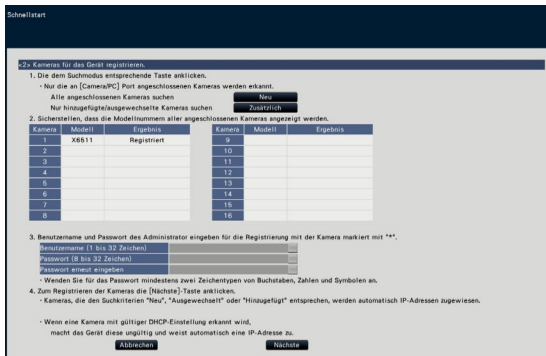 Schnellstart
<2> Kameras für das Gerät registrieren.
1. Die dem Suchmodus entsprechende Taste anklicken.
・Nur die an [Camera/PC] Port angeschlossenen Kameras werden erkannt.
Alle angeschlossenen Kameras suchen Neu
Nur hinzugefügte/ausgewechselte Kameras suchen Zusätzlich
2. Sicherstellen, dass die Modellnummern aller angeschlossenen Kameras angezeigt werden.
Kamera Modell Ergebnis Kamera Modell Ergebnis
1 X6511 Registriert 9
2 10
3 11
4 12
5 13
6 14
7 15
8 16
3. Benutzername und Passwort des Administrator eingeben für die Registrierung mit der Kamera markiert mit "*".
Benutzername (1 bis 32 Zeichen) ...
Passwort (8 bis 32 Zeichen) ...
Passwort erneut eingeben ...
・Wenden Sie für das Passwort mindestens zwei Zeichentypen von Buchstaben, Zahlen und Symbolen an.
4. Zum Registrieren der Kameras die [Nächste]-Taste anklicken.
・Kameras, die den Suchkriterien "Neu", "Ausgewechselt" oder "Hinzugefügt" entsprechen, werden automatisch IP-Adressen zugewiesen.
・Wenn eine Kamera mit gültiger DHCP-Einstellung erkannt wird,
macht das Gerät diese ungültig und weist automatisch eine IP-Adresse zu.
Abbrechen Nächste